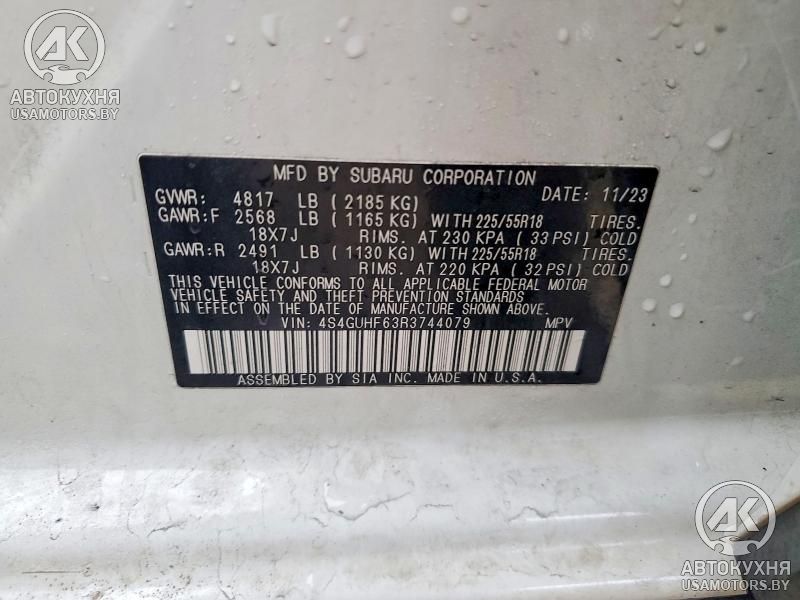 AK
АВТОКУХНЯ
USAMOTORS.BY
MFD BY SUBARU CORPORATION
GVWR: 4817 LB ( 2185 KG) DATE: 11/23
GAWR:F 2568 LB ( 1165 KG) WITH 225/55R18 TIRES.
18X7J RIMS. AT 230 KPA ( 33 PSI) COLD
GAWR:R 2491 LB ( 1130 KG) WITH 225/55R18 TIRES.
18X7J RIMS. AT 220 KPA ( 32 PSI) COLD
THIS VEHICLE CONFORMS TO ALL APPLICABLE FEDERAL MOTOR
VEHICLE SAFETY AND THEFT PREVENTION STANDARDS
IN EFFECT ON THE DATE OF MANUFACTURE SHOWN ABOVE.
VIN: 4S4GUHF63R3744079 MPV
ASSEMBLED BY SIA INC. MADE IN U.S.A.
AK
АВТОКУХНЯ
USAMOTORS.BY